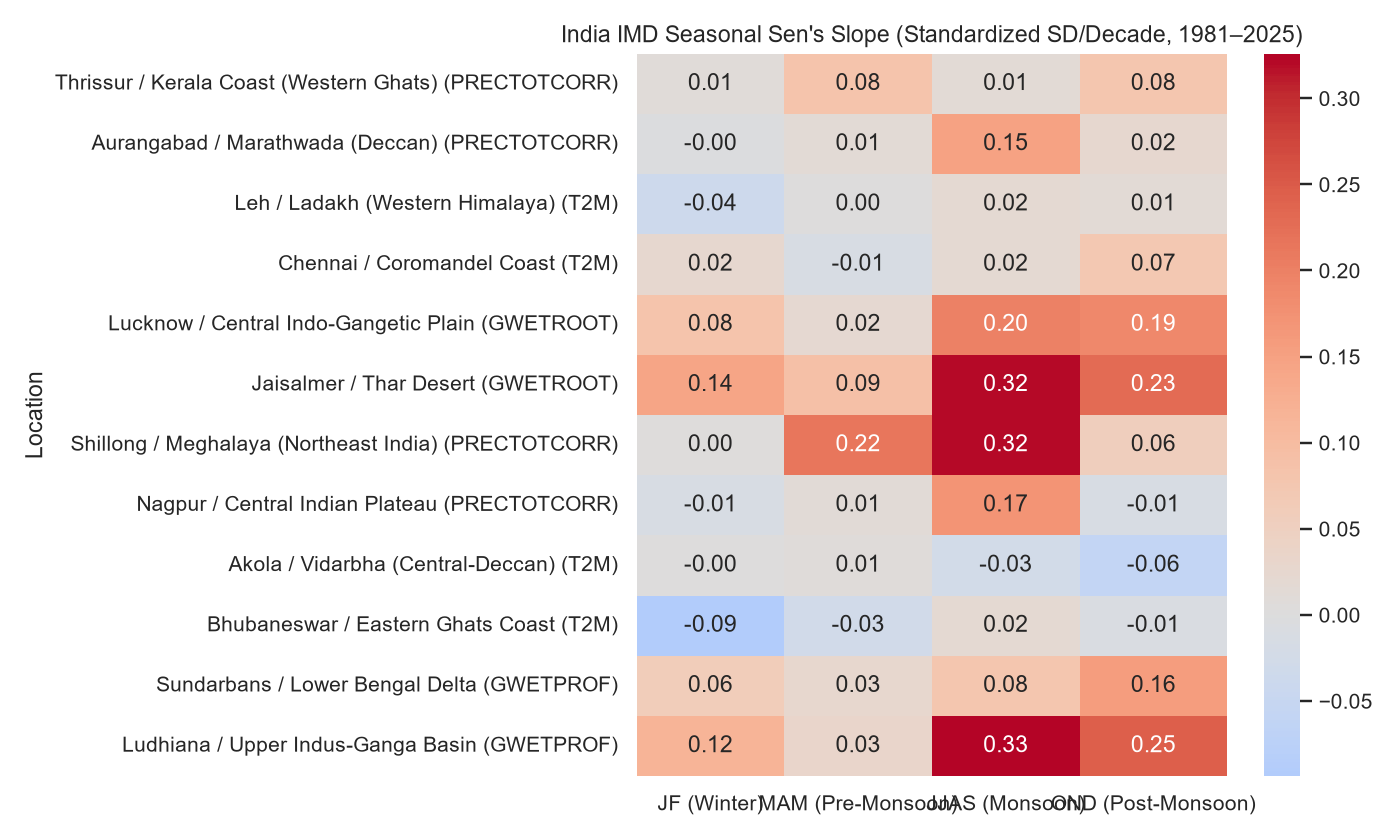 India IMD Seasonal Sen's Slope (Standardized SD/Decade, 1981–2025)
Location
Thrissur / Kerala Coast (Western Ghats) (PRECTOTCORR) 0.01 0.08 0.01 0.08
Aurangabad / Marathwada (Deccan) (PRECTOTCORR) -0.00 0.01 0.15 0.02
Leh / Ladakh (Western Himalaya) (T2M) -0.04 0.00 0.02 0.01
Chennai / Coromandel Coast (T2M) 0.02 -0.01 0.02 0.07
Lucknow / Central Indo-Gangetic Plain (GWETROOT) 0.08 0.02 0.20 0.19
Jaisalmer / Thar Desert (GWETROOT) 0.14 0.09 0.32 0.23
Shillong / Meghalaya (Northeast India) (PRECTOTCORR) 0.00 0.22 0.32 0.06
Nagpur / Central Indian Plateau (PRECTOTCORR) -0.01 0.01 0.17 -0.01
Akola / Vidarbha (Central-Deccan) (T2M) -0.00 0.01 -0.03 -0.06
Bhubaneswar / Eastern Ghats Coast (T2M) -0.09 -0.03 0.02 -0.01
Sundarbans / Lower Bengal Delta (GWETPROF) 0.06 0.03 0.08 0.16
Ludhiana / Upper Indus-Ganga Basin (GWETPROF) 0.12 0.03 0.33 0.25
JF (Winter) MAM (Pre-Monsoon) JJAS (Monsoon) OND (Post-Monsoon)
0.30
0.25
0.20
0.15
0.10
0.05
0.00
−0.05